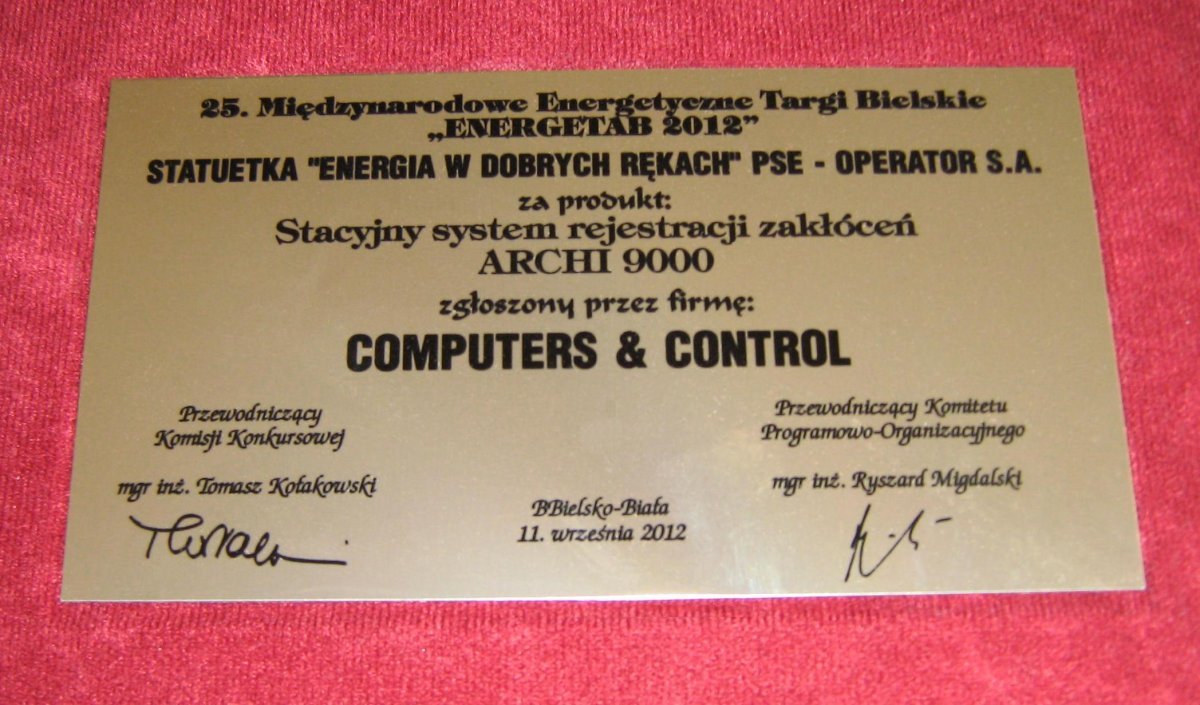 25. Międzynarodowe Energetyczne Targi Bielskie
„ENERGETAB 2012”
STATUETKA "ENERGIA W DOBRYCH RĘKACH" PSE - OPERATOR S.A.
za produkt:
Stacyjny system rejestracji zakłóceń
ARCHI 9000
zgłoszony przez firmę:
COMPUTERS & CONTROL
Przewodniczący
Komisji Konkursowej
mgr inż. Tomasz Kołakowski
Przewodniczący Komitetu
Programowo-Organizacyjnego
mgr inż. Ryszard Migdalski
BBielsko-Biała
11. września 2012